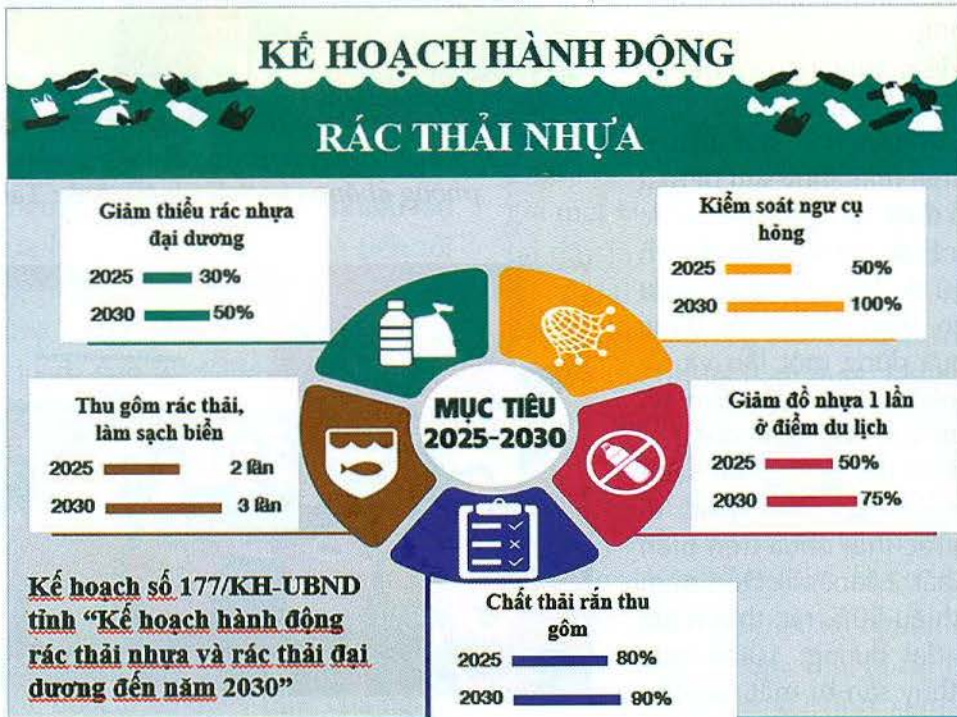 KẾ HOẠCH HÀNH ĐỘNG
RÁC THẢI NHỰA
Giảm thiểu rác nhựa
đại dương
2025 30%
2030 50%
Kiểm soát ngư cụ
hỏng
2025 50%
2030 100%
Thu gôm rác thải,
làm sạch biển
2025 2 lần
2030 3 lần
MỤC TIÊU
2025-2030
Giảm đồ nhựa 1 lần
ở điểm du lịch
2025 50%
2030 75%
Kế hoạch số 177/KH-UBND
tỉnh “Kế hoạch hành động
rác thải nhựa và rác thải đại
dương đến năm 2030”
Chất thải rắn thu
gôm
2025 80%
2030 90%